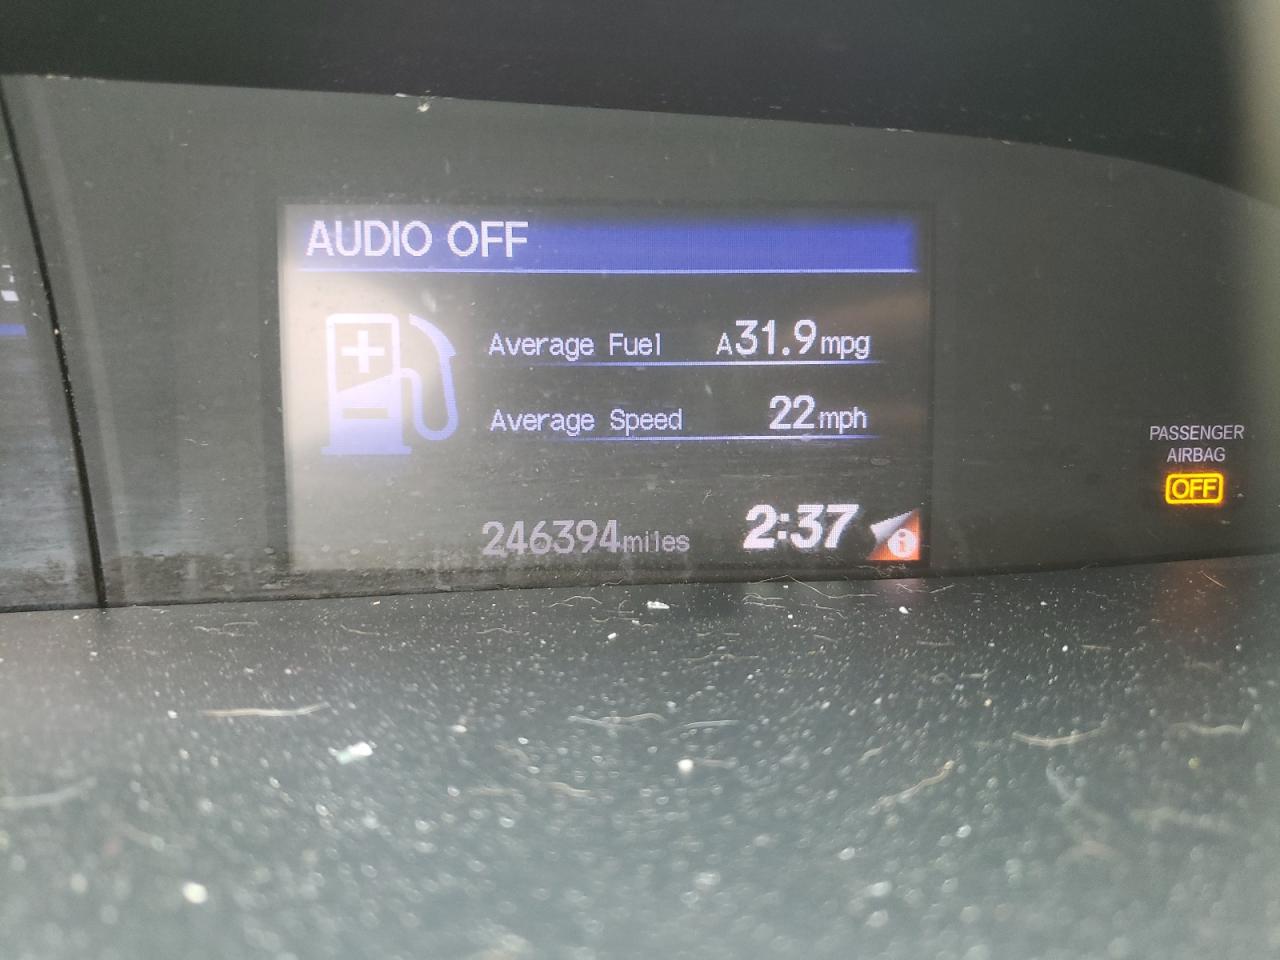 AUDIO OFF
Average Fuel A31.9mpg
Average Speed 22mph
246394miles 2:37
PASSENGER
AIRBAG
OFF